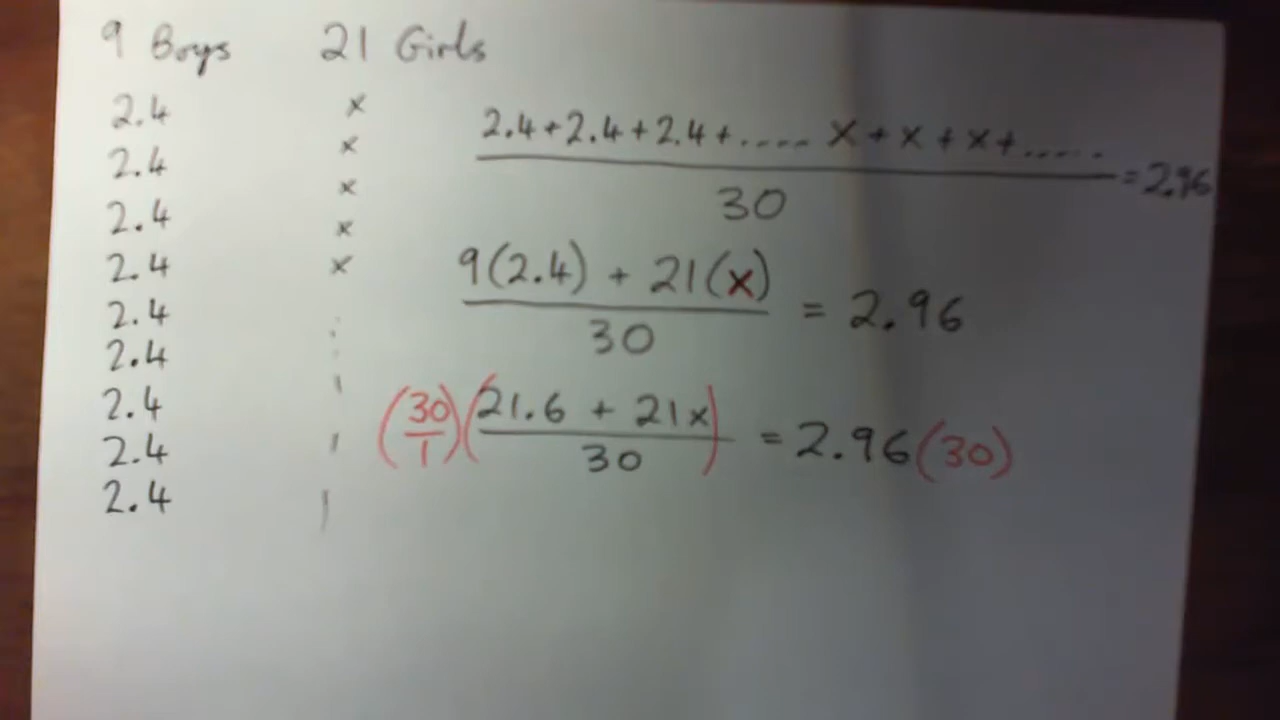 9 Boys 21 Girls
2.4 x
2.4 x
2.4 x
2.4 x
2.4 x
2.4
2.4
2.4
2.4
2.4+2.4+2.4+.... x+x+x+..... = 2.96
30
9(2.4) + 21(x) = 2.96
30
(30/1)(21.6 + 21x) = 2.96(30)
30